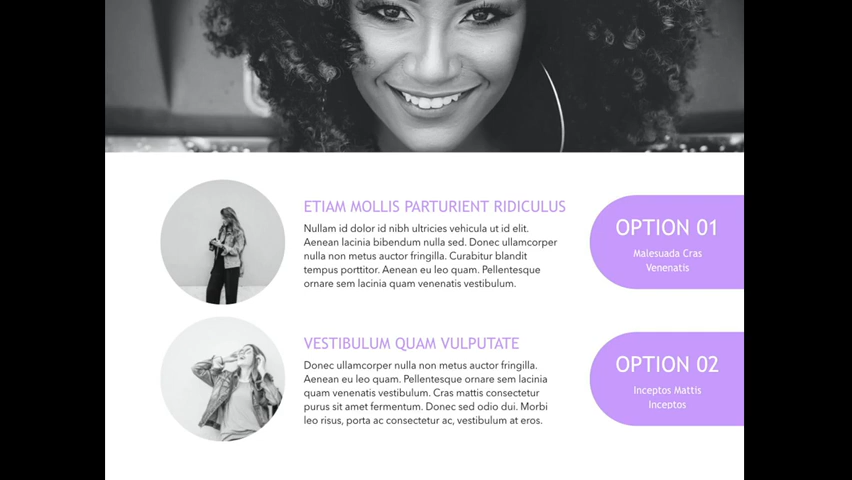 ETIAM MOLLIS PARTURIENT RIDICULUS
Nullam id dolor id nibh ultricies vehicula ut id elit.
Aenean lacinia bibendum nulla sed. Donec ullamcorper
nulla non metus auctor fringilla. Curabitur blandit
tempus porttitor. Aenean eu leo quam. Pellentesque
ornare sem lacinia quam venenatis vestibulum.
OPTION 01
Malesuada Cras
Venenatis
VESTIBULUM QUAM VULPUTATE
Donec ullamcorper nulla non metus auctor fringilla.
Aenean eu leo quam. Pellentesque ornare sem lacinia
quam venenatis vestibulum. Cras mattis consectetur
purus sit amet fermentum. Donec sed odio dui. Morbi
leo risus, porta ac consectetur ac, vestibulum at eros.
OPTION 02
Inceptos Mattis
Inceptos